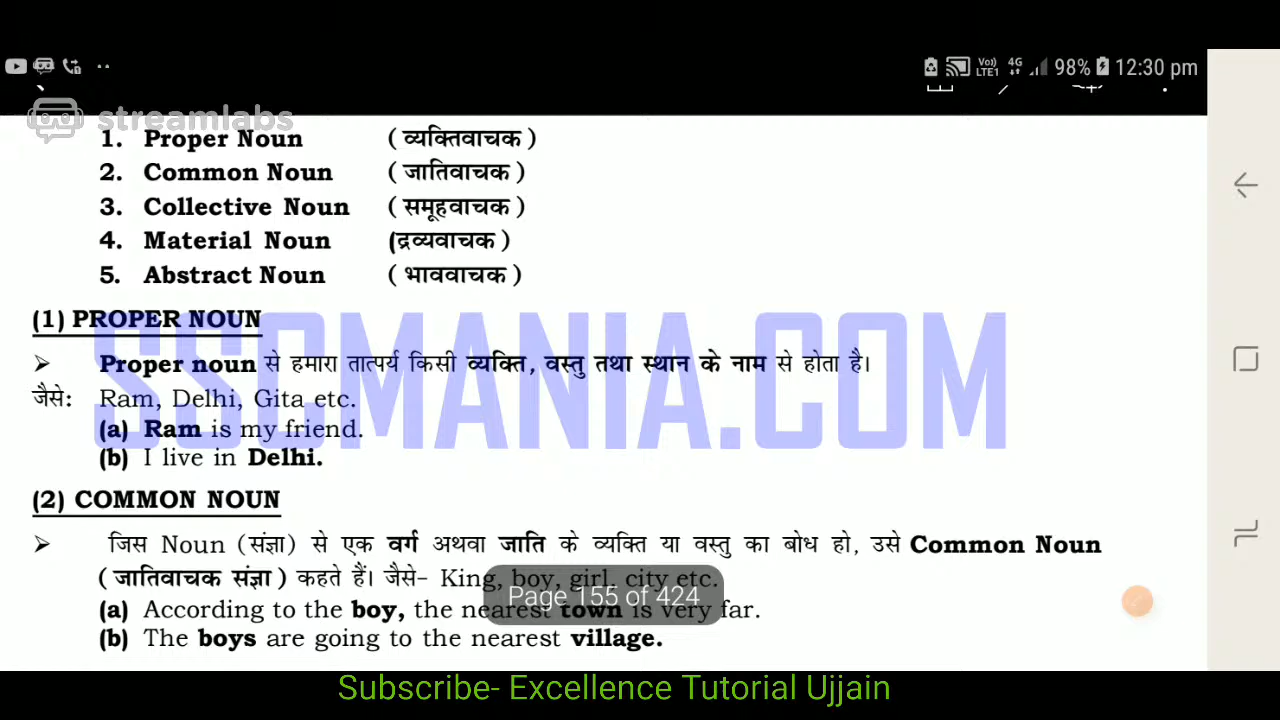 98% 12:30 pm
streamlabs
1. Proper Noun (व्यक्तिवाचक)
2. Common Noun (जातिवाचक)
3. Collective Noun (समूहवाचक)
4. Material Noun (द्रव्यवाचक)
5. Abstract Noun (भाववाचक)
(1) PROPER NOUN
SSCMANIA.COM
➢ Proper noun से हमारा तात्पर्य किसी व्यक्ति, वस्तु तथा स्थान के नाम से होता है।
जैसे: Ram, Delhi, Gita etc.
(a) Ram is my friend.
(b) I live in Delhi.
(2) COMMON NOUN
➢ जिस Noun (संज्ञा) से एक वर्ग अथवा जाति के व्यक्ति या वस्तु का बोध हो, उसे Common Noun
(जातिवाचक संज्ञा) कहते हैं। जैसे- King, boy, girl, city etc.
Page 155 of 424
(a) According to the boy, the nearest town is very far.
(b) The boys are going to the nearest village.
Subscribe- Excellence Tutorial Ujjain